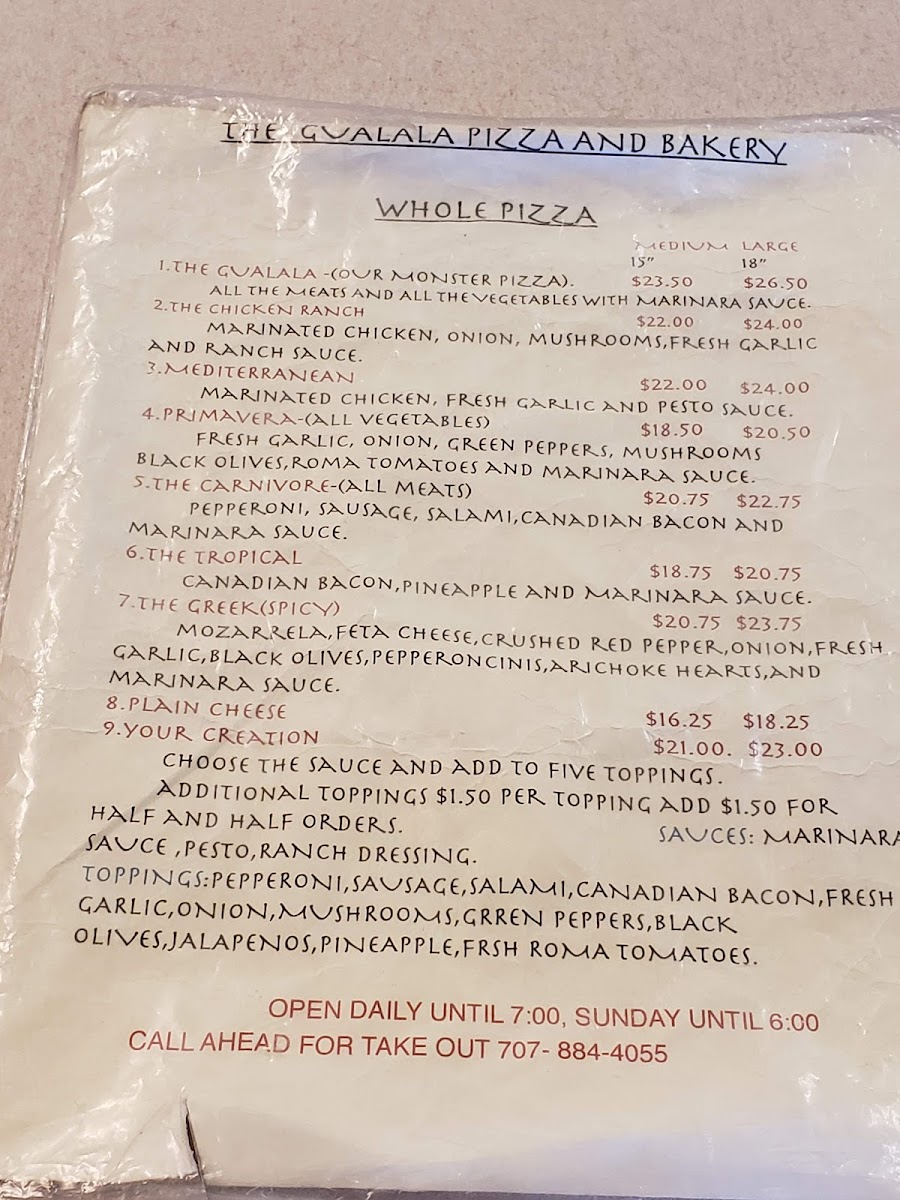 THE GUALALA PIZZA AND BAKERY
WHOLE PIZZA
MEDIUM LARGE
15" 18"
1.THE GUALALA -(OUR MONSTER PIZZA). $23.50 $26.50
ALL THE MEATS AND ALL THE VEGETABLES WITH MARINARA SAUCE.
2.THE CHICKEN RANCH $22.00 $24.00
MARINATED CHICKEN, ONION, MUSHROOMS,FRESH GARLIC
AND RANCH SAUCE.
3.MEDITERRANEAN $22.00 $24.00
MARINATED CHICKEN, FRESH GARLIC AND PESTO SAUCE.
4.PRIMAVERA-(ALL VEGETABLES) $18.50 $20.50
FRESH GARLIC, ONION, GREEN PEPPERS, MUSHROOMS
BLACK OLIVES,ROMA TOMATOES AND MARINARA SAUCE.
5.THE CARNIVORE-(ALL MEATS) $20.75 $22.75
PEPPERONI, SAUSAGE, SALAMI,CANADIAN BACON AND
MARINARA SAUCE.
6.THE TROPICAL $18.75 $20.75
CANADIAN BACON,PINEAPPLE AND MARINARA SAUCE.
7.THE GREEK(SPICY) $20.75 $23.75
MOZARRELA,FETA CHEESE,CRUSHED RED PEPPER,ONION,FRESH
GARLIC,BLACK OLIVES,PEPPERONCINIS,ARICHOKE HEARTS,AND
MARINARA SAUCE.
8.PLAIN CHEESE $16.25 $18.25
9.YOUR CREATION $21.00. $23.00
CHOOSE THE SAUCE AND ADD TO FIVE TOPPINGS.
ADDITIONAL TOPPINGS $1.50 PER TOPPING ADD $1.50 FOR
HALF AND HALF ORDERS. SAUCES: MARINARA
SAUCE ,PESTO,RANCH DRESSING.
TOPPINGS:PEPPERONI,SAUSAGE,SALAMI,CANADIAN BACON,FRESH
GARLIC,ONION,MUSHROOMS,GRREN PEPPERS,BLACK
OLIVES,JALAPENOS,PINEAPPLE,FRSH ROMA TOMATOES.
OPEN DAILY UNTIL 7:00, SUNDAY UNTIL 6:00
CALL AHEAD FOR TAKE OUT 707- 884-4055